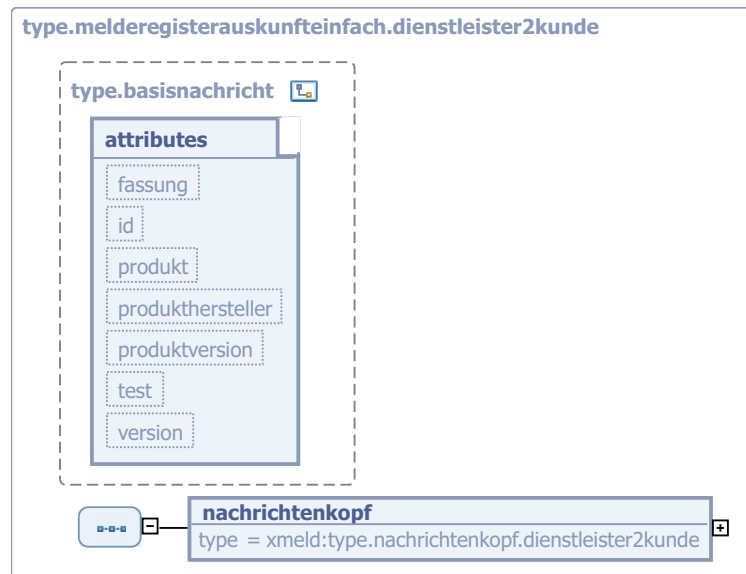 type.melderegisterauskunfteinfach.dienstleister2kunde
type.basisnachricht
attributes
fassung
id
produkt
produkthersteller
produktversion
test
version
nachrichtenkopf
type = xmeld:type.nachrichtenkopf.dienstleister2kunde